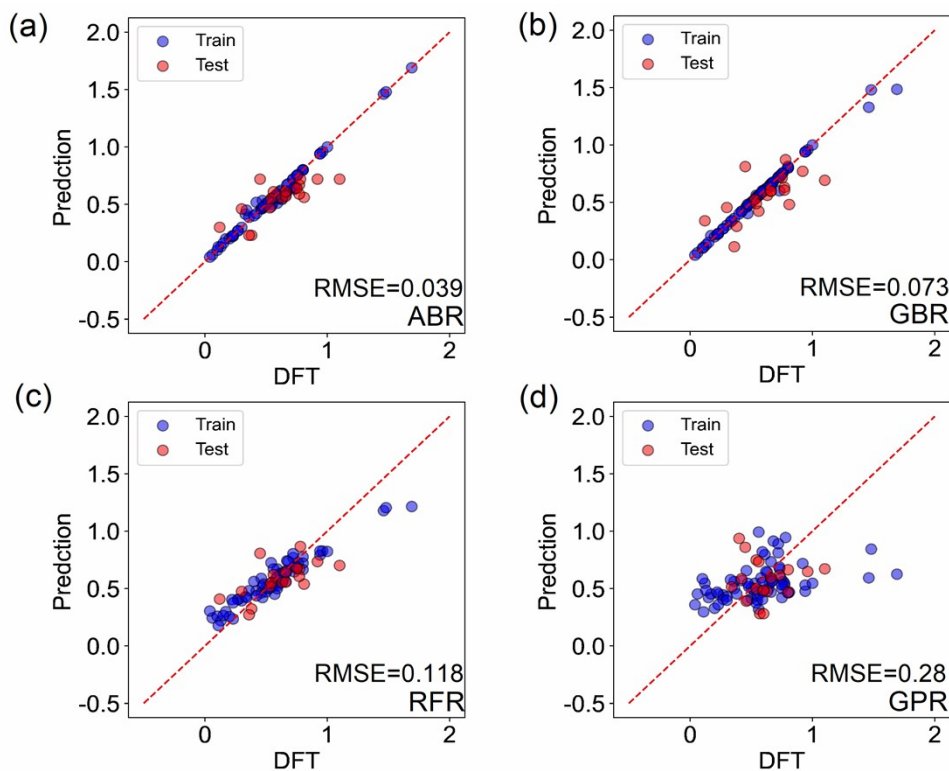 (a)
2.0
1.5
1.0
0.5
0.0
-0.5
Train
Test
Predction
RMSE=0.039
ABR
0 1 2
DFT
(b)
2.0
1.5
1.0
0.5
0.0
-0.5
Train
Test
Predction
RMSE=0.073
GBR
0 1 2
DFT
(c)
2.0
1.5
1.0
0.5
0.0
-0.5
Train
Test
Predction
RMSE=0.118
RFR
0 1 2
DFT
(d)
2.0
1.5
1.0
0.5
0.0
-0.5
Train
Test
Predction
RMSE=0.28
GPR
0 1 2
DFT